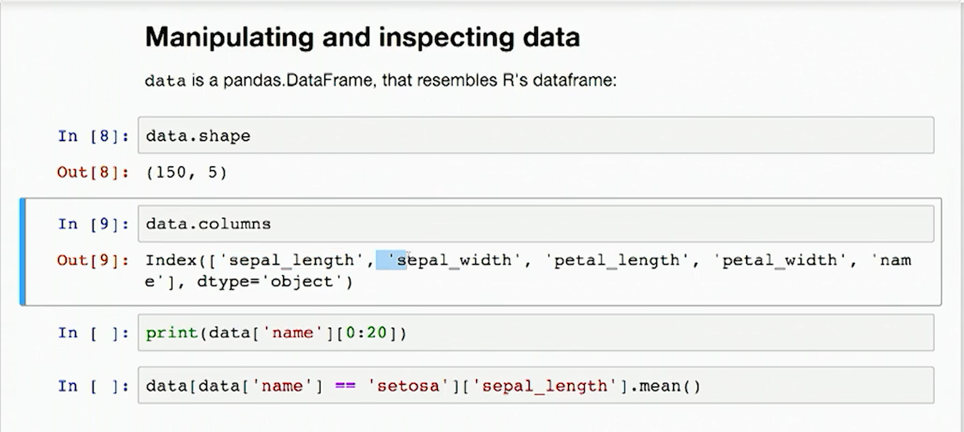 Manipulating and inspecting data
data is a pandas.DataFrame, that resembles R's dataframe:
In [8]: data.shape
Out[8]: (150, 5)
In [9]: data.columns
Out[9]: Index(['sepal_length', 'sepal_width', 'petal_length', 'petal_width', 'nam
e'], dtype='object')
In [ ]: print(data['name'][0:20])
In [ ]: data[data['name'] == 'setosa']['sepal_length'].mean()